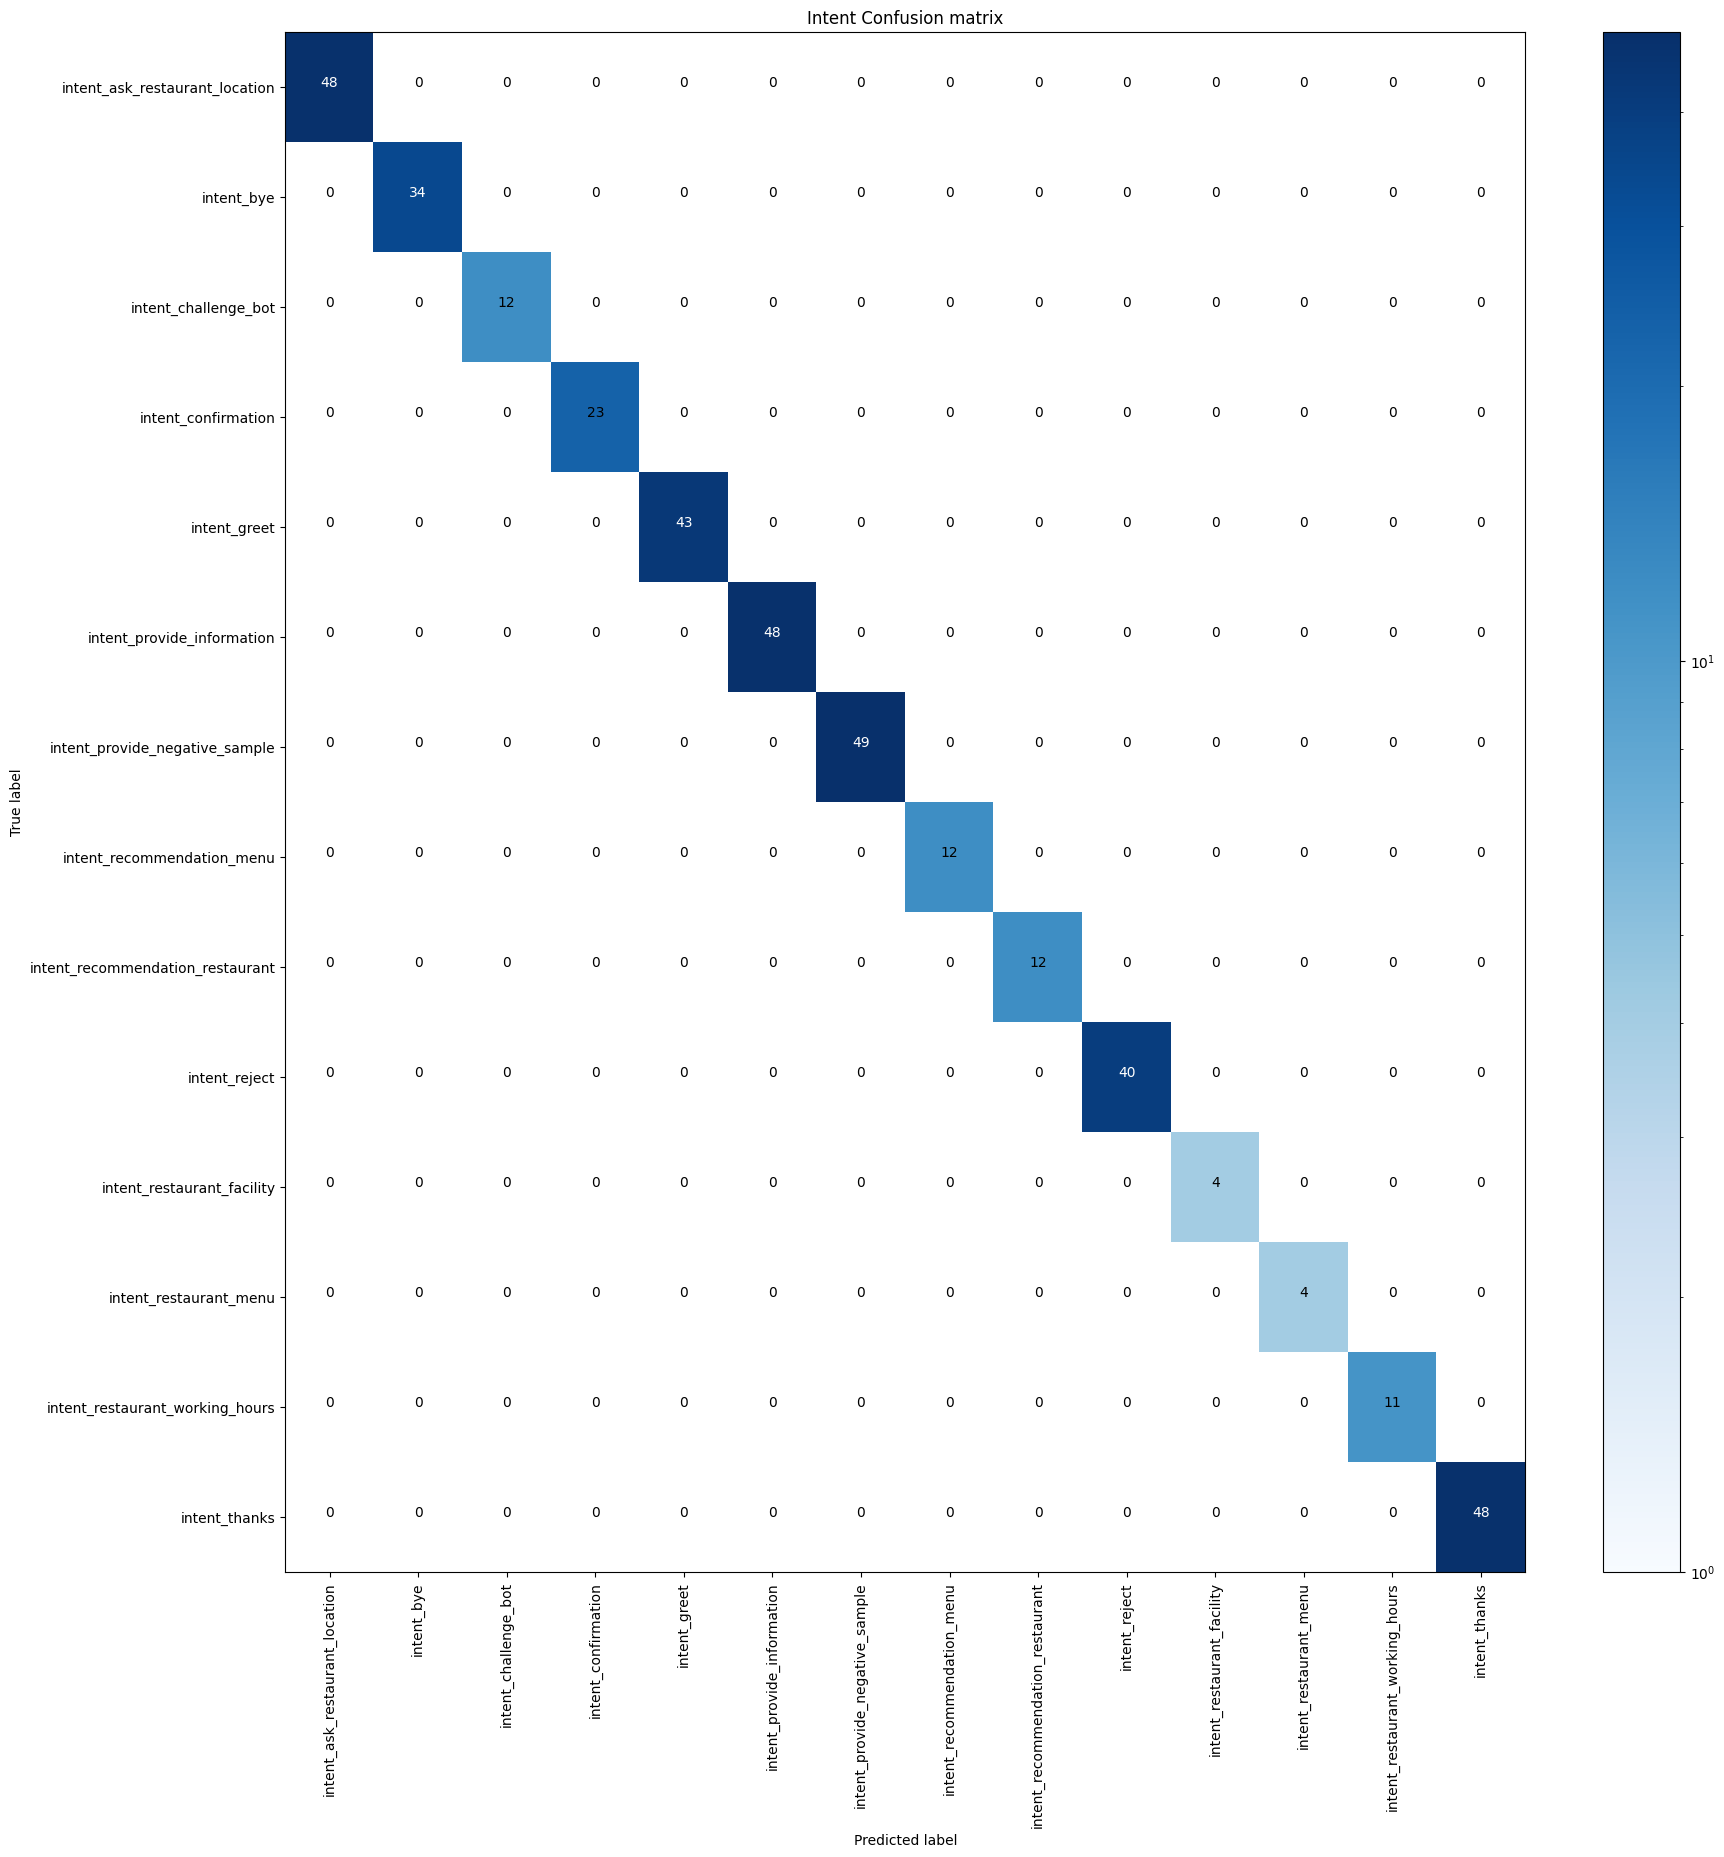 Intent Confusion matrix
intent_ask_restaurant_location 48 0 0 0 0 0 0 0 0 0 0 0 0 0
intent_bye 0 34 0 0 0 0 0 0 0 0 0 0 0 0
intent_challenge_bot 0 0 12 0 0 0 0 0 0 0 0 0 0 0
intent_confirmation 0 0 0 23 0 0 0 0 0 0 0 0 0 0
intent_greet 0 0 0 0 43 0 0 0 0 0 0 0 0 0
intent_provide_information 0 0 0 0 0 48 0 0 0 0 0 0 0 0
intent_provide_negative_sample 0 0 0 0 0 0 49 0 0 0 0 0 0 0
intent_recommendation_menu 0 0 0 0 0 0 0 12 0 0 0 0 0 0
intent_recommendation_restaurant 0 0 0 0 0 0 0 0 12 0 0 0 0 0
intent_reject 0 0 0 0 0 0 0 0 0 40 0 0 0 0
intent_restaurant_facility 0 0 0 0 0 0 0 0 0 0 4 0 0 0
intent_restaurant_menu 0 0 0 0 0 0 0 0 0 0 0 4 0 0
intent_restaurant_working_hours 0 0 0 0 0 0 0 0 0 0 0 0 11 0
intent_thanks 0 0 0 0 0 0 0 0 0 0 0 0 0 48
True label
intent_ask_restaurant_location
intent_bye
intent_challenge_bot
intent_confirmation
intent_greet
intent_provide_information
intent_provide_negative_sample
intent_recommendation_menu
intent_recommendation_restaurant
intent_reject
intent_restaurant_facility
intent_restaurant_menu
intent_restaurant_working_hours
intent_thanks
Predicted label
10¹
10⁰